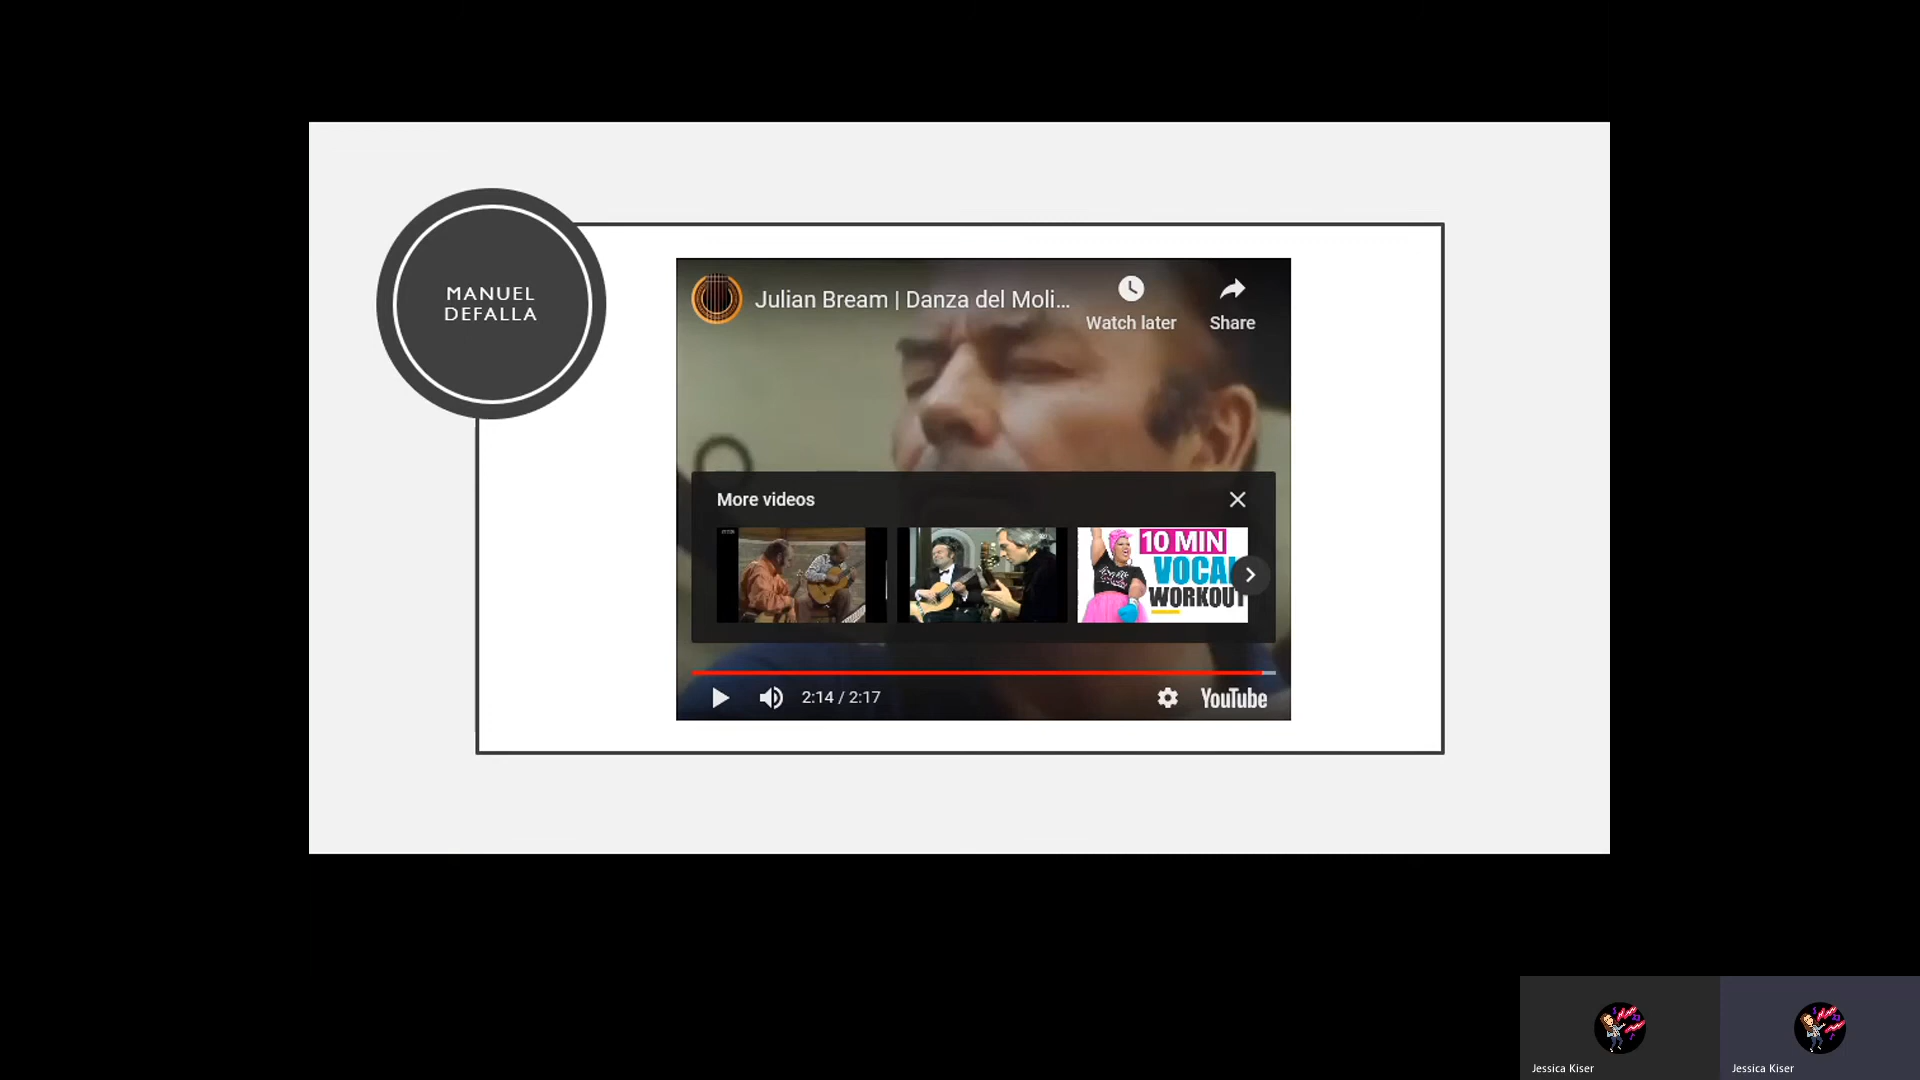 MANUEL
DEFALLA
Julian Bream | Danza del Moli...
Watch later
Share
More videos
10 MIN
VOCAL
WORKOUT
2:14 / 2:17
YouTube
Jessica Kiser
Jessica Kiser